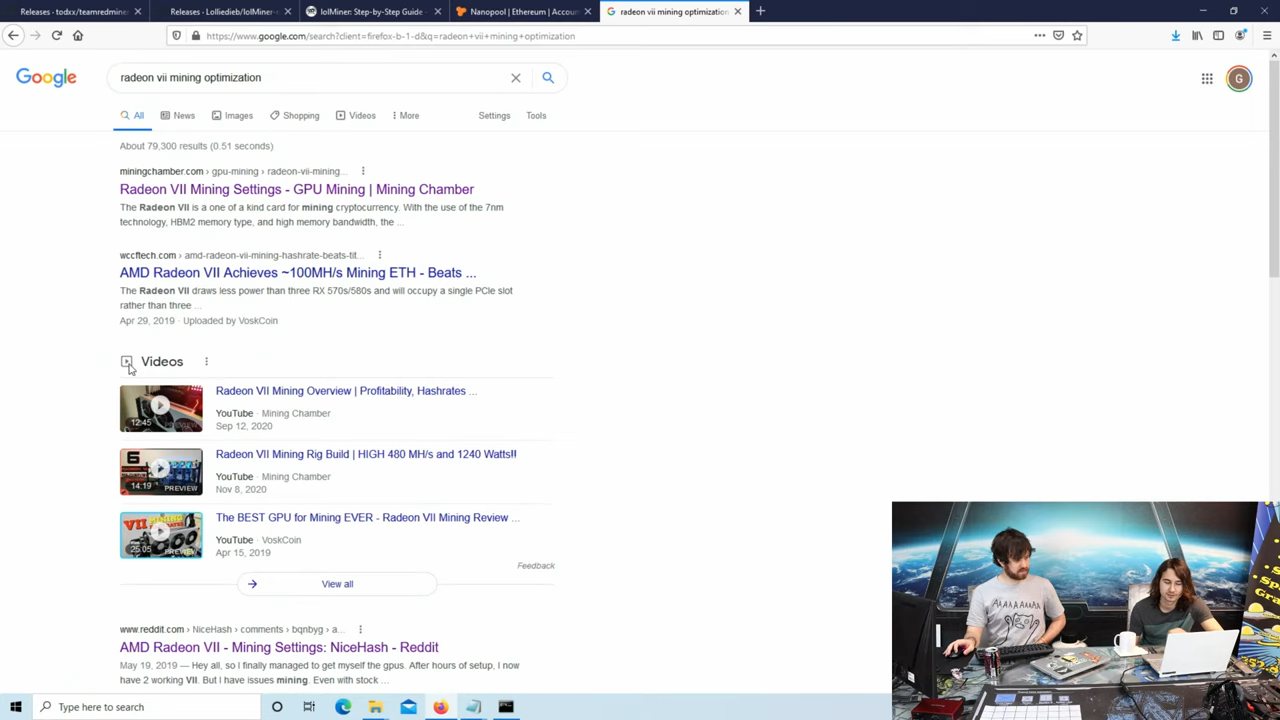 Releases · todxx/teamredminer
Releases · Lolliedieb/lolMiner-r
lolMiner: Step-by-Step Guide -
Nanopool | Ethereum | Accoun
radeon vii mining optimization
https://www.google.com/search?client=firefox-b-1-d&q=radeon+vii+mining+optimization
Google
radeon vii mining optimization
G
All
News
Images
Shopping
Videos
More
Settings
Tools
About 79,300 results (0.51 seconds)
miningchamber.com › gpu-mining › radeon-vii-mining...
Radeon VII Mining Settings - GPU Mining | Mining Chamber
The Radeon VII is a one of a kind card for mining cryptocurrency. With the use of the 7nm
technology, HBM2 memory type, and high memory bandwidth, the ...
wccftech.com › amd-radeon-vii-mining-hashrate-beats-tit...
AMD Radeon VII Achieves ~100MH/s Mining ETH - Beats ...
The Radeon VII draws less power than three RX 570s/580s and will occupy a single PCIe slot
rather than three ...
Apr 29, 2019 · Uploaded by VoskCoin
Videos
12:45
PREVIEW
Radeon VII Mining Overview | Profitability, Hashrates ...
YouTube · Mining Chamber
Sep 12, 2020
6
14:19
PREVIEW
Radeon VII Mining Rig Build | HIGH 480 MH/s and 1240 Watts!!
YouTube · Mining Chamber
Nov 8, 2020
VII MINING
25:05
PREVIEW
The BEST GPU for Mining EVER - Radeon VII Mining Review ...
YouTube · VoskCoin
Apr 15, 2019
Feedback
View all
www.reddit.com › NiceHash › comments › bqnbyg › a...
AMD Radeon VII - Mining Settings: NiceHash - Reddit
May 19, 2019 — Hey all, so I finally managed to get myself the gpus. After hours of setup, I now
have 2 working VII. But I have issues mining. Even with stock ...
AAAAAAAA
Type here to search